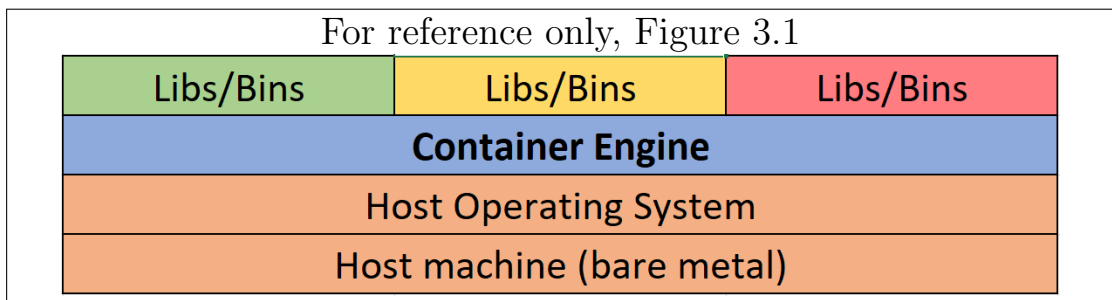 For reference only, Figure 3.1
Libs/Bins Libs/Bins Libs/Bins
Container Engine
Host Operating System
Host machine (bare metal)